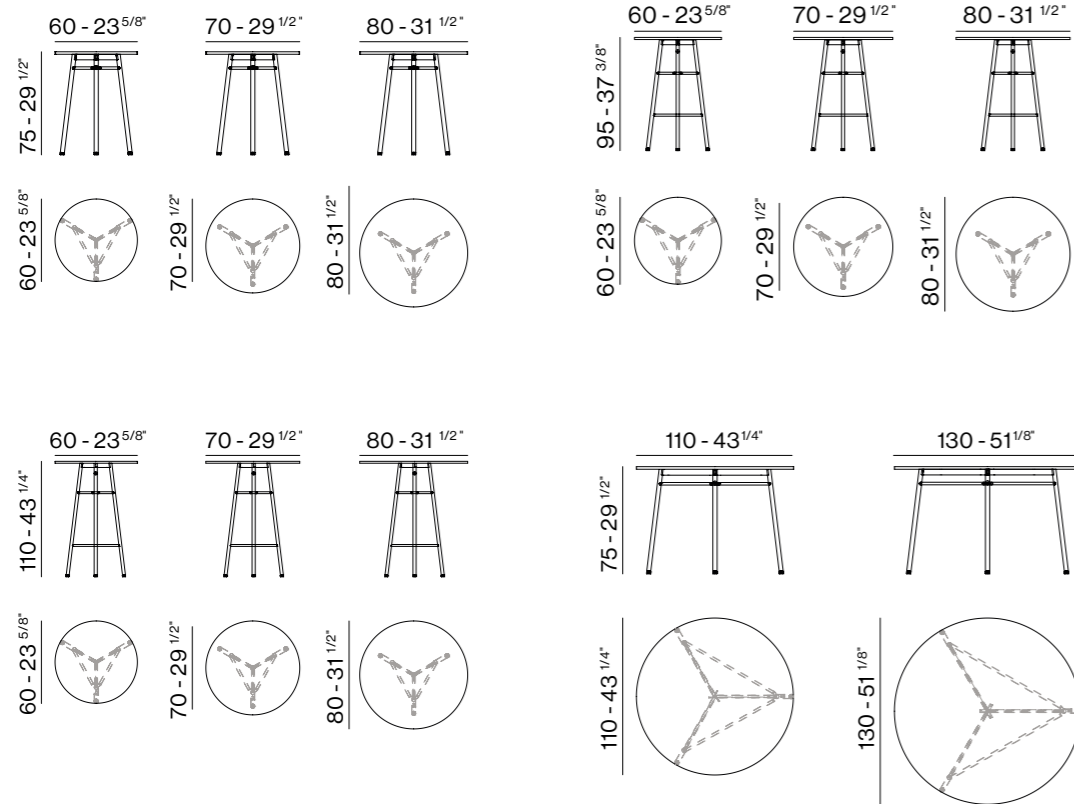 60 - 23 5/8"
70 - 29 1/2"
80 - 31 1/2"
75 - 29 1/2"
60 - 23 5/8"
70 - 29 1/2"
80 - 31 1/2"
60 - 23 5/8"
70 - 29 1/2"
80 - 31 1/2"
95 - 37 3/8"
60 - 23 5/8"
70 - 29 1/2"
80 - 31 1/2"
60 - 23 5/8"
70 - 29 1/2"
80 - 31 1/2"
110 - 43 1/4"
60 - 23 5/8"
70 - 29 1/2"
80 - 31 1/2"
110 - 43 1/4"
130 - 51 1/8"
75 - 29 1/2"
110 - 43 1/4"
130 - 51 1/8"